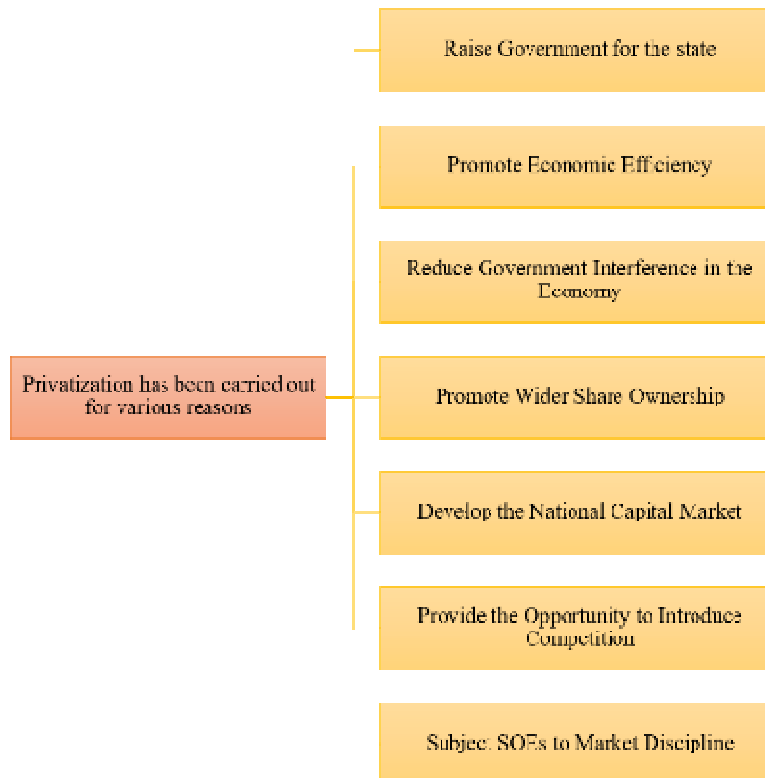 Raise Government for the state
Promote Economic Efficiency
Reduce Government Interference in the
Economy
Privatization has been carried out
for various reasons
Promote Wider Share Ownership
Develop the National Capital Market
Provide the Opportunity to Introduce
Competition
Subject SOEs to Market Discipline